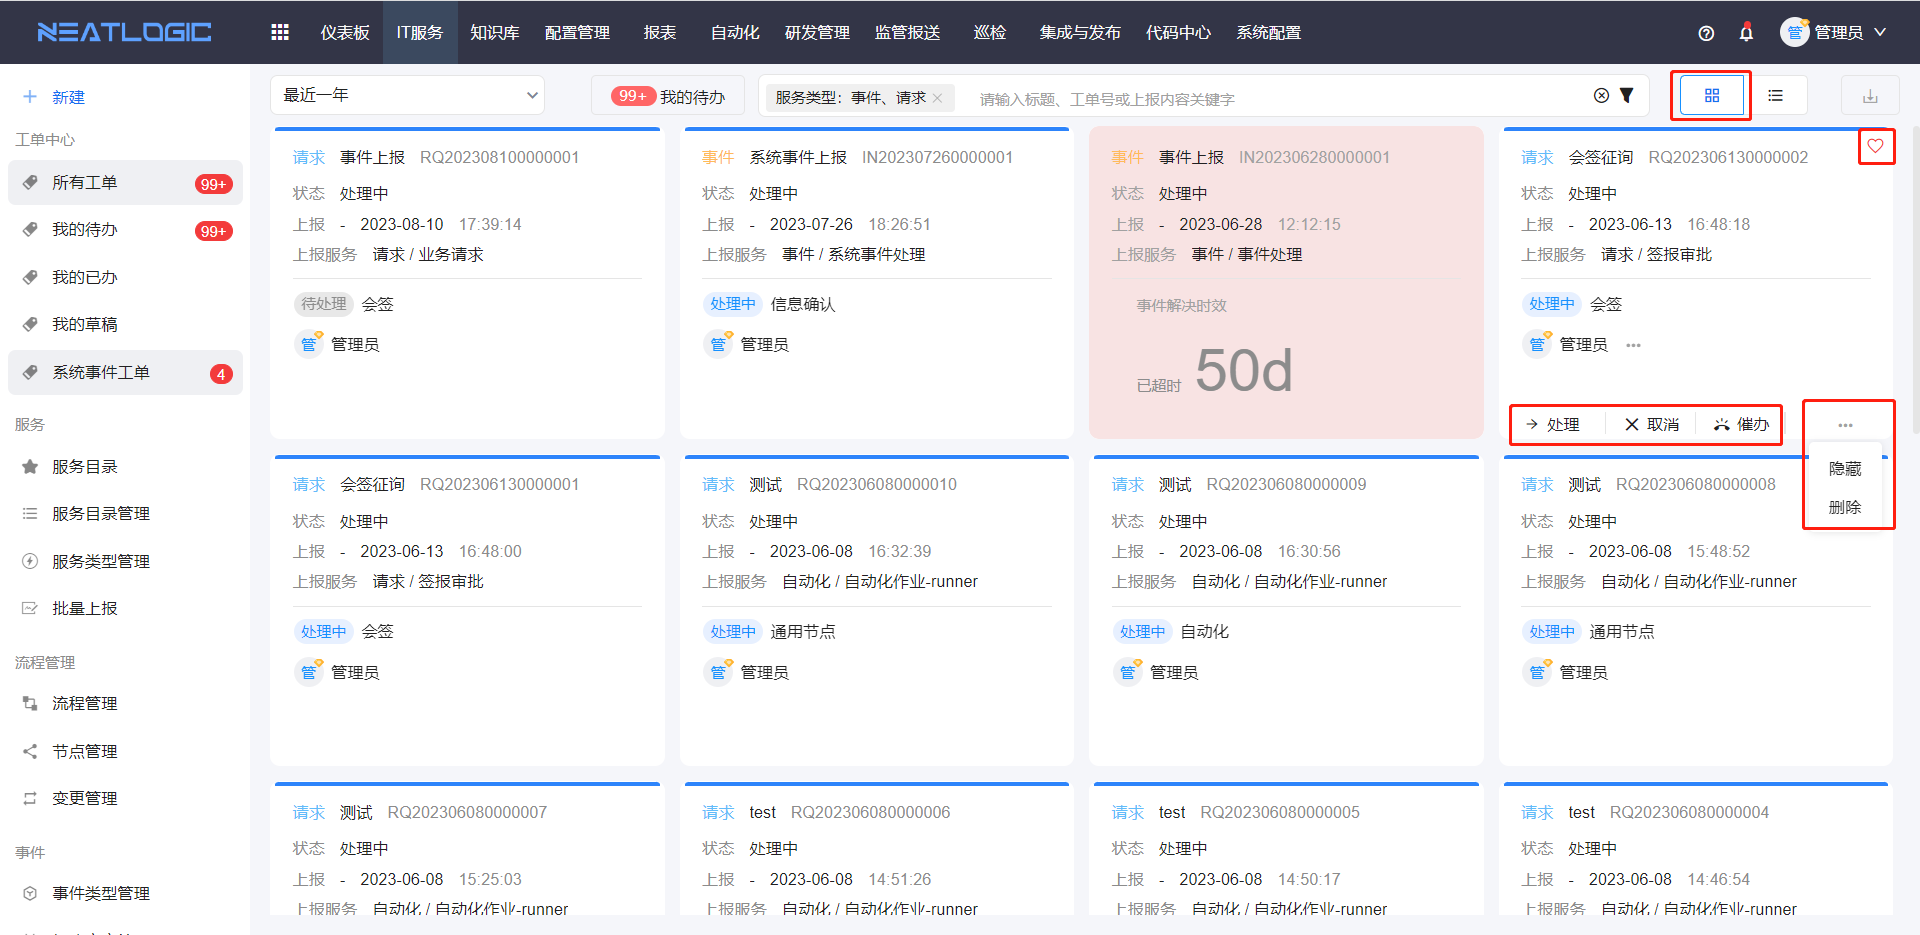 NEATLOGIC 仪表板 IT服务 知识库 配置管理 报表 自动化 研发管理 监管报送 巡检 集成与发布 代码中心 系统配置 管 管理员
新建
工单中心
所有工单 99+
我的待办 99+
我的已办
我的草稿
系统事件工单 4
服务
服务目录
服务目录管理
服务类型管理
批量上报
流程管理
流程管理
节点管理
变更管理
事件
事件类型管理
最近一年 99+ 我的待办 服务类型：事件、请求 请输入标题、工单号或上报内容关键字
请求 事件上报 RQ202308100000001
状态 处理中
上报 - 2023-08-10 17:39:14
上报服务 请求 / 业务请求
待处理 会签
管 管理员
事件 系统事件上报 IN202307260000001
状态 处理中
上报 - 2023-07-26 18:26:51
上报服务 事件 / 系统事件处理
处理中 信息确认
管 管理员
事件 事件上报 IN202306280000001
状态 处理中
上报 - 2023-06-28 12:12:15
上报服务 事件 / 事件处理
事件解决时效
已超时 50d
请求 会签征询 RQ202306130000002
状态 处理中
上报 - 2023-06-13 16:48:18
上报服务 请求 / 签报审批
处理中 会签
管 管理员 •••
处理 取消 催办 •••
隐藏
删除
请求 会签征询 RQ202306130000001
状态 处理中
上报 - 2023-06-13 16:48:00
上报服务 请求 / 签报审批
处理中 会签
管 管理员
请求 测试 RQ202306080000010
状态 处理中
上报 - 2023-06-08 16:32:39
上报服务 自动化 / 自动化作业-runner
处理中 通用节点
管 管理员
请求 测试 RQ202306080000009
状态 处理中
上报 - 2023-06-08 16:30:56
上报服务 自动化 / 自动化作业-runner
处理中 自动化
管 管理员
请求 测试 RQ202306080000008
状态 处理中
上报 - 2023-06-08 15:48:52
上报服务 自动化 / 自动化作业-runner
处理中 通用节点
管 管理员
请求 测试 RQ202306080000007
状态 处理中
上报 - 2023-06-08 15:25:03
上报服务 自动化 / 自动化作业-runner
请求 test RQ202306080000006
状态 处理中
上报 - 2023-06-08 14:51:26
上报服务 自动化 / 自动化作业-runner
请求 test RQ202306080000005
状态 处理中
上报 - 2023-06-08 14:50:17
上报服务 自动化 / 自动化作业-runner
请求 test RQ202306080000004
状态 处理中
上报 - 2023-06-08 14:46:54
上报服务 自动化 / 自动化作业-runner